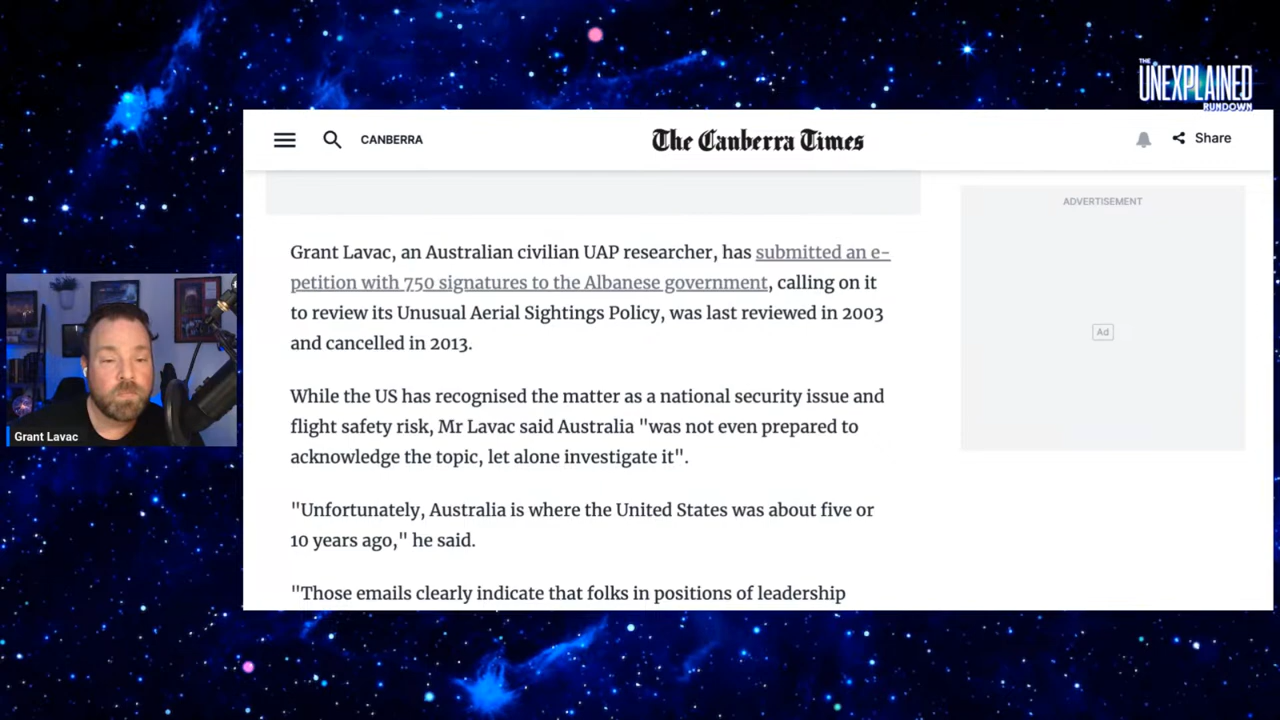 THE
UNEXPLAINED
RUNDOWN
CANBERRA
The Canberra Times
Share
ADVERTISEMENT
Ad
Grant Lavac, an Australian civilian UAP researcher, has submitted an e-
petition with 750 signatures to the Albanese government, calling on it
to review its Unusual Aerial Sightings Policy, was last reviewed in 2003
and cancelled in 2013.
While the US has recognised the matter as a national security issue and
flight safety risk, Mr Lavac said Australia "was not even prepared to
acknowledge the topic, let alone investigate it".
"Unfortunately, Australia is where the United States was about five or
10 years ago," he said.
"Those emails clearly indicate that folks in positions of leadership
Grant Lavac